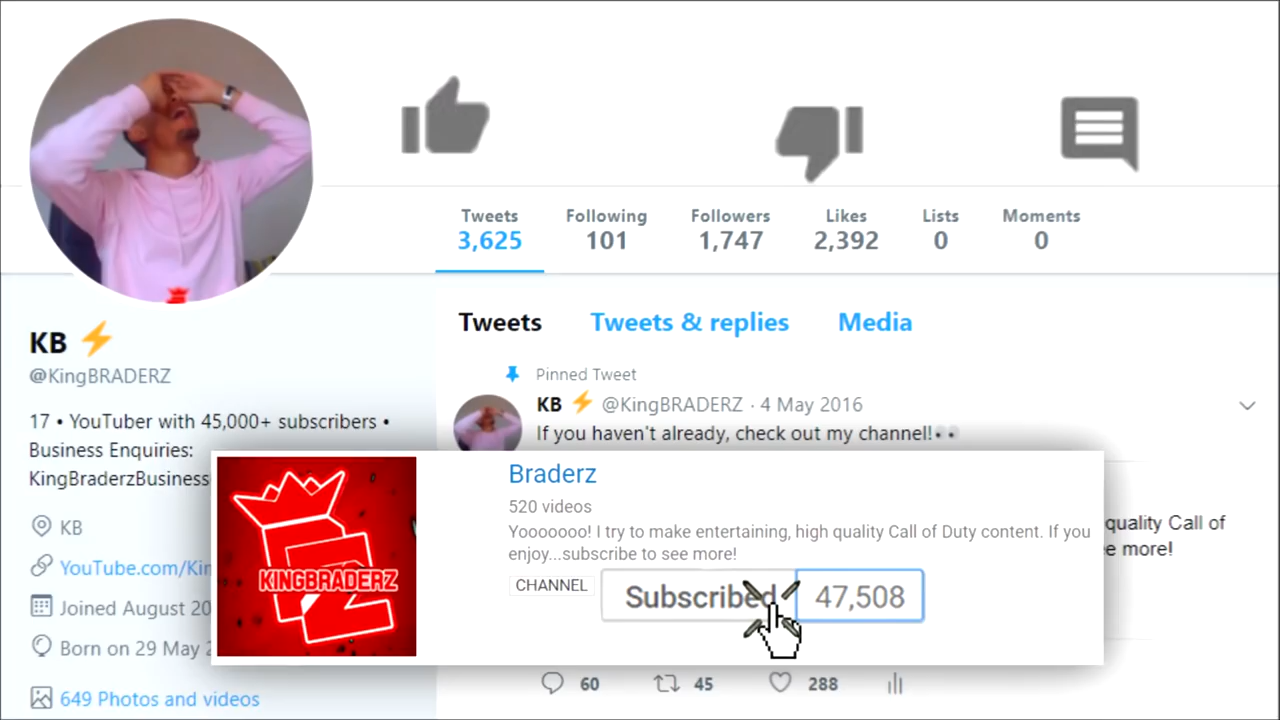 Tweets Following Followers Likes Lists Moments
3,625 101 1,747 2,392 0 0
Tweets Tweets & replies Media
KB ⚡
@KingBRADERZ
17 • YouTuber with 45,000+ subscribers •
Business Enquiries:
KingBraderzBusiness
KB
YouTube.com/Kin
Joined August 20
Born on 29 May 2
649 Photos and videos
Pinned Tweet
KB ⚡ @KingBRADERZ · 4 May 2016
If you haven't already, check out my channel!👀
KINGBRADERZ
Braderz
520 videos
Yooooooo! I try to make entertaining, high quality Call of Duty content. If you
enjoy...subscribe to see more!
CHANNEL Subscribed 47,508
quality Call of
e more!
60 45 288